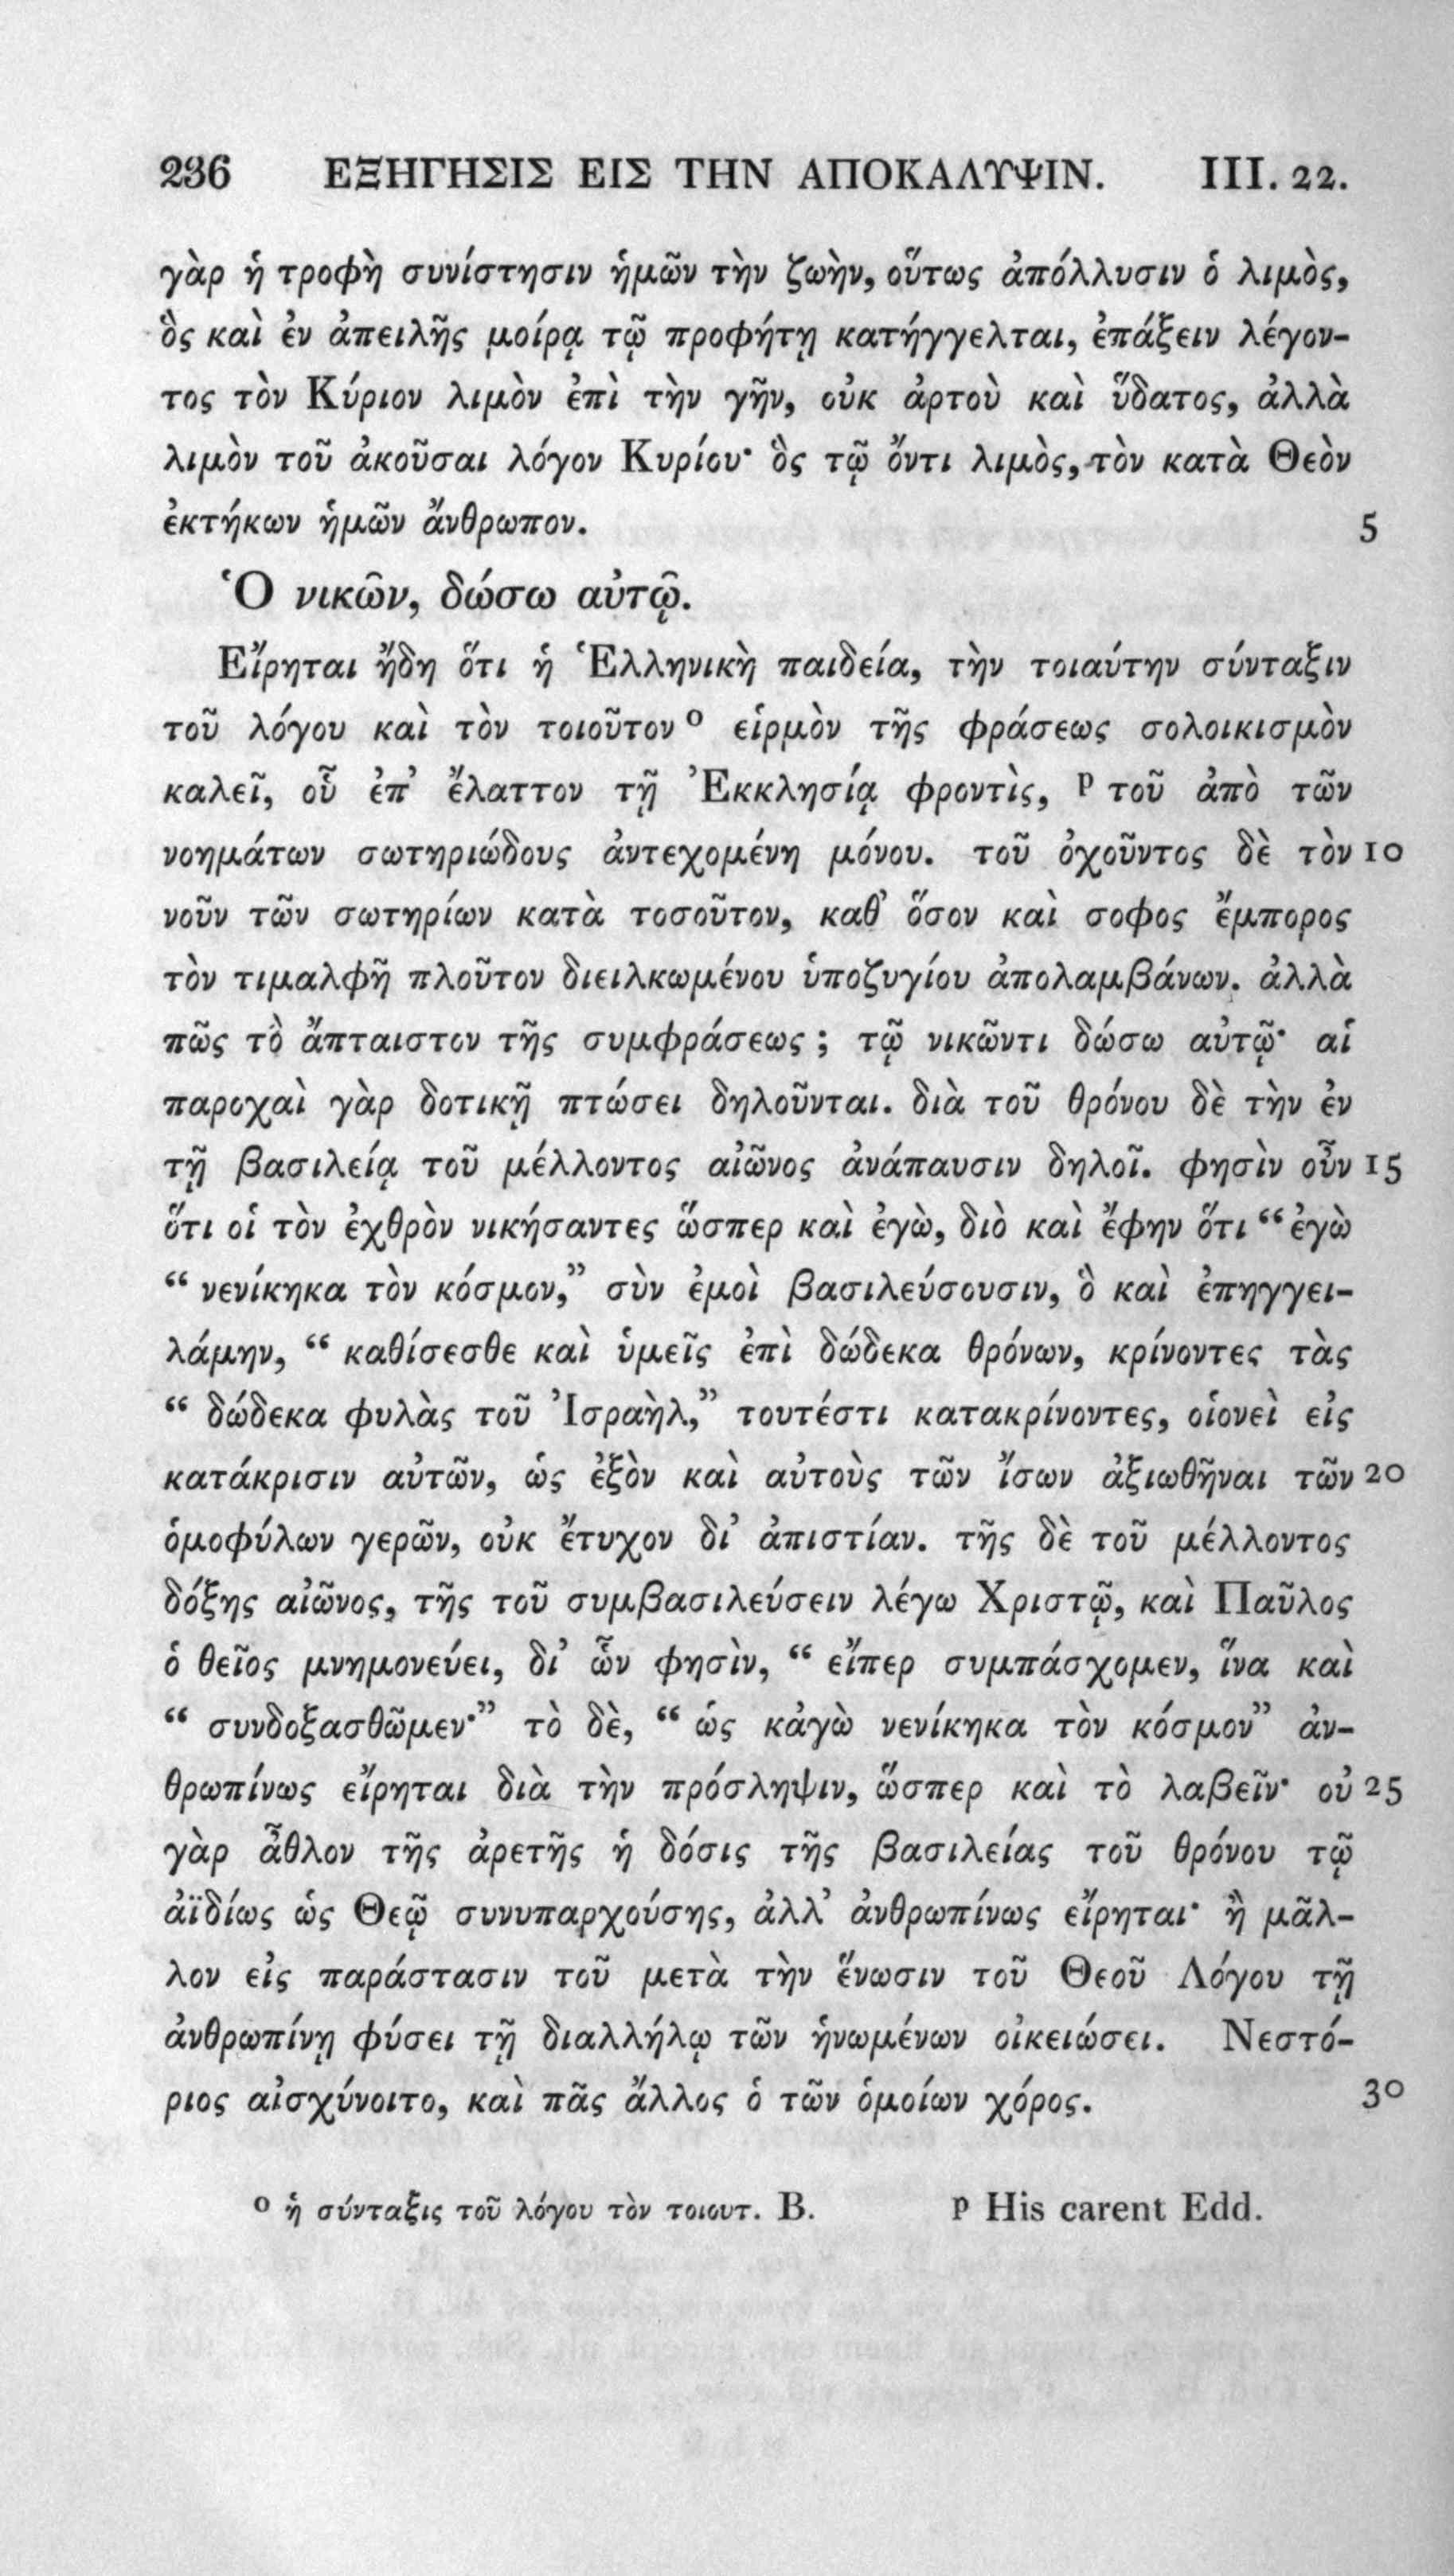 236 ΕΞΗΓΗΣΙΣ ΕΙΣ ΤΗΝ ΑΠΟΚΑΛΥΨΙΝ. III. 22.
γὰρ ἡ τροφὴ συνίστησιν ἡμῶν τὴν ζωὴν, οὕτως ἀπόλλυσιν ὁ λιμὸς,
ὃς καὶ ἐν ἀπειλῆς μοίρᾳ τῷ προφήτῃ κατήγγελται, ἐπάξειν λέγον-
τος τὸν Κύριον λιμὸν ἐπὶ τὴν γῆν, οὐκ ἀρτοὺ καὶ ὕδατος, ἀλλὰ
λιμὸν τοῦ ἀκοῦσαι λόγον Κυρίου· ὃς τῷ ὄντι λιμὸς, τὸν κατὰ Θεὸν
ἐκτήκων ἡμῶν ἄνθρωπον. 5
Ὁ νικῶν, δώσω αὐτῷ.
Εἴρηται ἤδη ὅτι ἡ Ἑλληνικὴ παιδεία, τὴν τοιαύτην σύνταξιν
τοῦ λόγου καὶ τὸν τοιοῦτον ᵒ εἱρμὸν τῆς φράσεως σολοικισμὸν
καλεῖ, οὗ ἐπ’ ἔλαττον τῇ Ἐκκλησίᾳ φροντὶς, ᵖ τοῦ ἀπὸ τῶν
νοημάτων σωτηριώδους ἀντεχομένη μόνου. τοῦ ὀχοῦντος δὲ τὸν 10
νοῦν τῶν σωτηρίων κατὰ τοσοῦτον, καθ’ ὅσον καὶ σοφος ἔμπορος
τὸν τιμαλφῆ πλοῦτον διειλκωμένου ὑποζυγίου ἀπολαμβάνων. ἀλλὰ
πῶς τὸ ἄπταιστον τῆς συμφράσεως ; τῷ νικῶντι δώσω αὐτῷ· αἱ
παροχαὶ γὰρ δοτικῇ πτώσει δηλοῦνται. διὰ τοῦ θρόνου δὲ τὴν ἐν
τῇ βασιλείᾳ τοῦ μέλλοντος αἰῶνος ἀνάπαυσιν δηλοῖ. φησὶν οὖν 15
ὅτι οἱ τὸν ἐχθρὸν νικήσαντες ὥσπερ καὶ ἐγὼ, διὸ καὶ ἔφην ὅτι “ ἐγὼ
“ νενίκηκα τὸν κόσμον,” σὺν ἐμοὶ βασιλεύσουσιν, ὃ καὶ ἐπηγγει-
λάμην, “ καθίσεσθε καὶ ὑμεῖς ἐπὶ δώδεκα θρόνων, κρίνοντες τὰς
“ δώδεκα φυλὰς τοῦ Ἰσραὴλ,” τουτέστι κατακρίνοντες, οἱονεὶ εἰς
κατάκρισιν αὐτῶν, ὡς ἐξὸν καὶ αὐτοὺς τῶν ἴσων ἀξιωθῆναι τῶν 20
ὁμοφύλων γερῶν, οὐκ ἔτυχον δι’ ἀπιστίαν. τῆς δὲ τοῦ μέλλοντος
δόξης αἰῶνος, τῆς τοῦ συμβασιλεύσειν λέγω Χριστῷ, καὶ Παῦλος
ὁ θεῖος μνημονεύει, δι’ ὧν φησὶν, “ εἴπερ συμπάσχομεν, ἵνα καὶ
“ συνδοξασθῶμεν·” τὸ δὲ, “ ὡς κἀγὼ νενίκηκα τὸν κόσμον” ἀν-
θρωπίνως εἴρηται διὰ τὴν πρόσληψιν, ὥσπερ καὶ τὸ λαβεῖν· οὐ 25
γὰρ ἆθλον τῆς ἀρετῆς ἡ δόσις τῆς βασιλείας τοῦ θρόνου τῷ
ἀϊδίως ὡς Θεῷ συνυπαρχούσης, ἀλλ’ ἀνθρωπίνως εἴρηται· ἢ μᾶλ-
λον εἰς παράστασιν τοῦ μετὰ τὴν ἕνωσιν τοῦ Θεοῦ Λόγου τῇ
ἀνθρωπίνῃ φύσει τῇ διαλλήλῳ τῶν ἡνωμένων οἰκειώσει. Νεστό-
ριος αἰσχύνοιτο, καὶ πᾶς ἄλλος ὁ τῶν ὁμοίων χόρος. 30
ᵒ ἡ σύνταξις τοῦ λόγου τὸν τοιουτ. B. ᵖ His carent Edd.